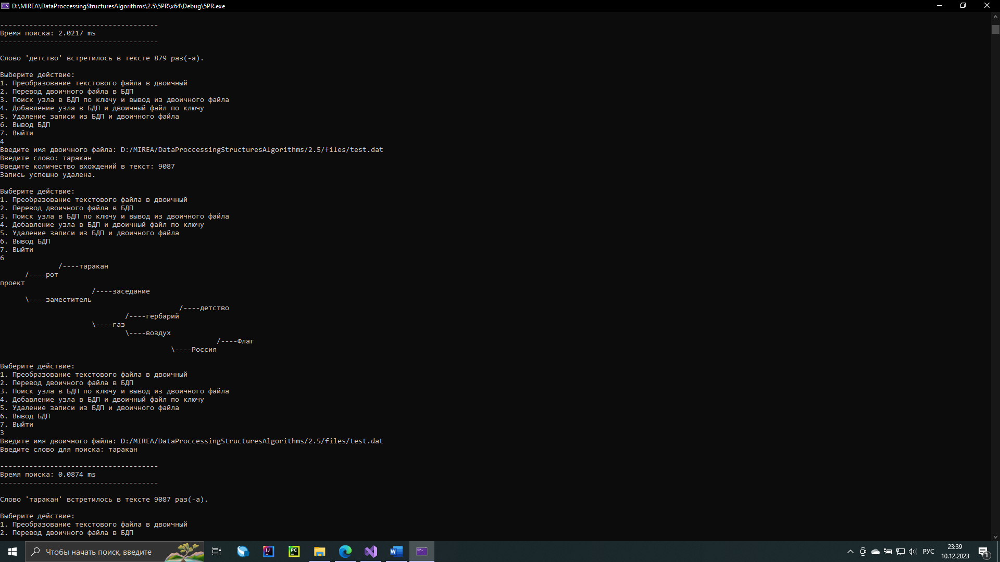 D:\MIREA\DataProccessingStructuresAlgorithms\2.5\5PR\x64\Debug\5PR.exe
--------------------------------------
Время поиска: 2.0217 ms
--------------------------------------
Слово 'детство' встретилось в тексте 879 раз(-а).
Выберите действие:
1. Преобразование текстового файла в двоичный
2. Перевод двоичного файла в БДП
3. Поиск узла в БДП по ключу и вывод из двоичного файла
4. Добавление узла в БДП и двоичный файл по ключу
5. Удаление записи из БДП и двоичного файла
6. Вывод БДП
7. Выйти
4
Введите имя двоичного файла: D:/MIREA/DataProccessingStructuresAlgorithms/2.5/files/test.dat
Введите слово: таракан
Введите количество вхождений в текст: 9087
Запись успешно удалена.
Выберите действие:
1. Преобразование текстового файла в двоичный
2. Перевод двоичного файла в БДП
3. Поиск узла в БДП по ключу и вывод из двоичного файла
4. Добавление узла в БДП и двоичный файл по ключу
5. Удаление записи из БДП и двоичного файла
6. Вывод БДП
7. Выйти
6
/----таракан
/----рот
проект
/----заседание
\----заместитель
/----детство
/----гербарий
\----газ
\----воздух
/----Флаг
\----Россия
Выберите действие:
1. Преобразование текстового файла в двоичный
2. Перевод двоичного файла в БДП
3. Поиск узла в БДП по ключу и вывод из двоичного файла
4. Добавление узла в БДП и двоичный файл по ключу
5. Удаление записи из БДП и двоичного файла
6. Вывод БДП
7. Выйти
3
Введите имя двоичного файла: D:/MIREA/DataProccessingStructuresAlgorithms/2.5/files/test.dat
Введите слово для поиска: таракан
--------------------------------------
Время поиска: 0.0874 ms
--------------------------------------
Слово 'таракан' встретилось в тексте 9087 раз(-а).
Выберите действие:
1. Преобразование текстового файла в двоичный
2. Перевод двоичного файла в БДП
Чтобы начать поиск, введите
IJ
PC
W
РУС
23:39
10.12.2023
1